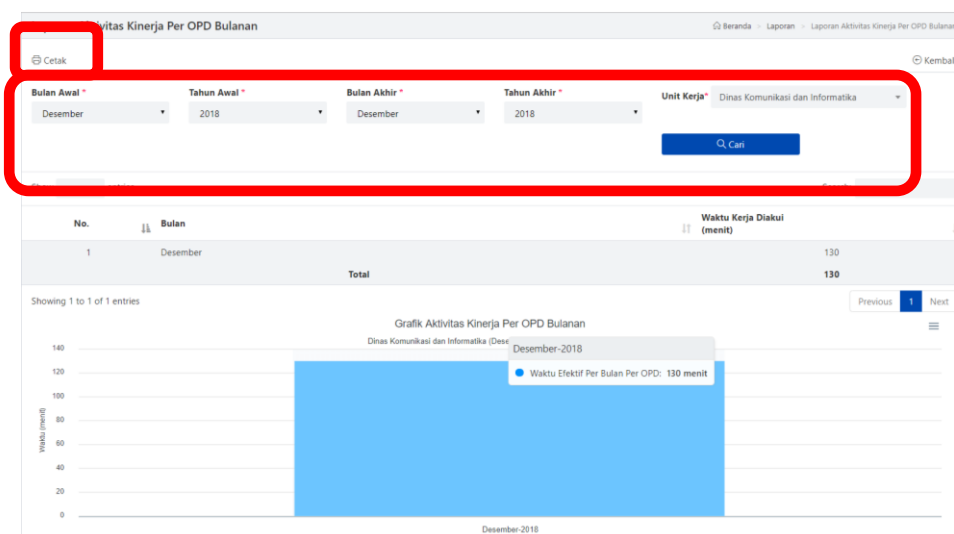 vitas Kinerja Per OPD Bulanan
Beranda > Laporan > Laporan Aktivitas Kinerja Per OPD Bulanan
Cetak
Kembal
Bulan Awal * Tahun Awal * Bulan Akhir * Tahun Akhir * Unit Kerja* Dinas Komunikasi dan Informatika
Desember 2018 Desember 2018
Cari
No. Bulan Waktu Kerja Diakui
(menit)
1 Desember 130
Total 130
Showing 1 to 1 of 1 entries
Previous 1 Next
Grafik Aktivitas Kinerja Per OPD Bulanan
Dinas Komunikasi dan Informatika (Dese
Desember-2018
Waktu Efektif Per Bulan Per OPD: 130 menit
140
120
100
80
60
40
20
0
Waktu (menit)
Desember-2018